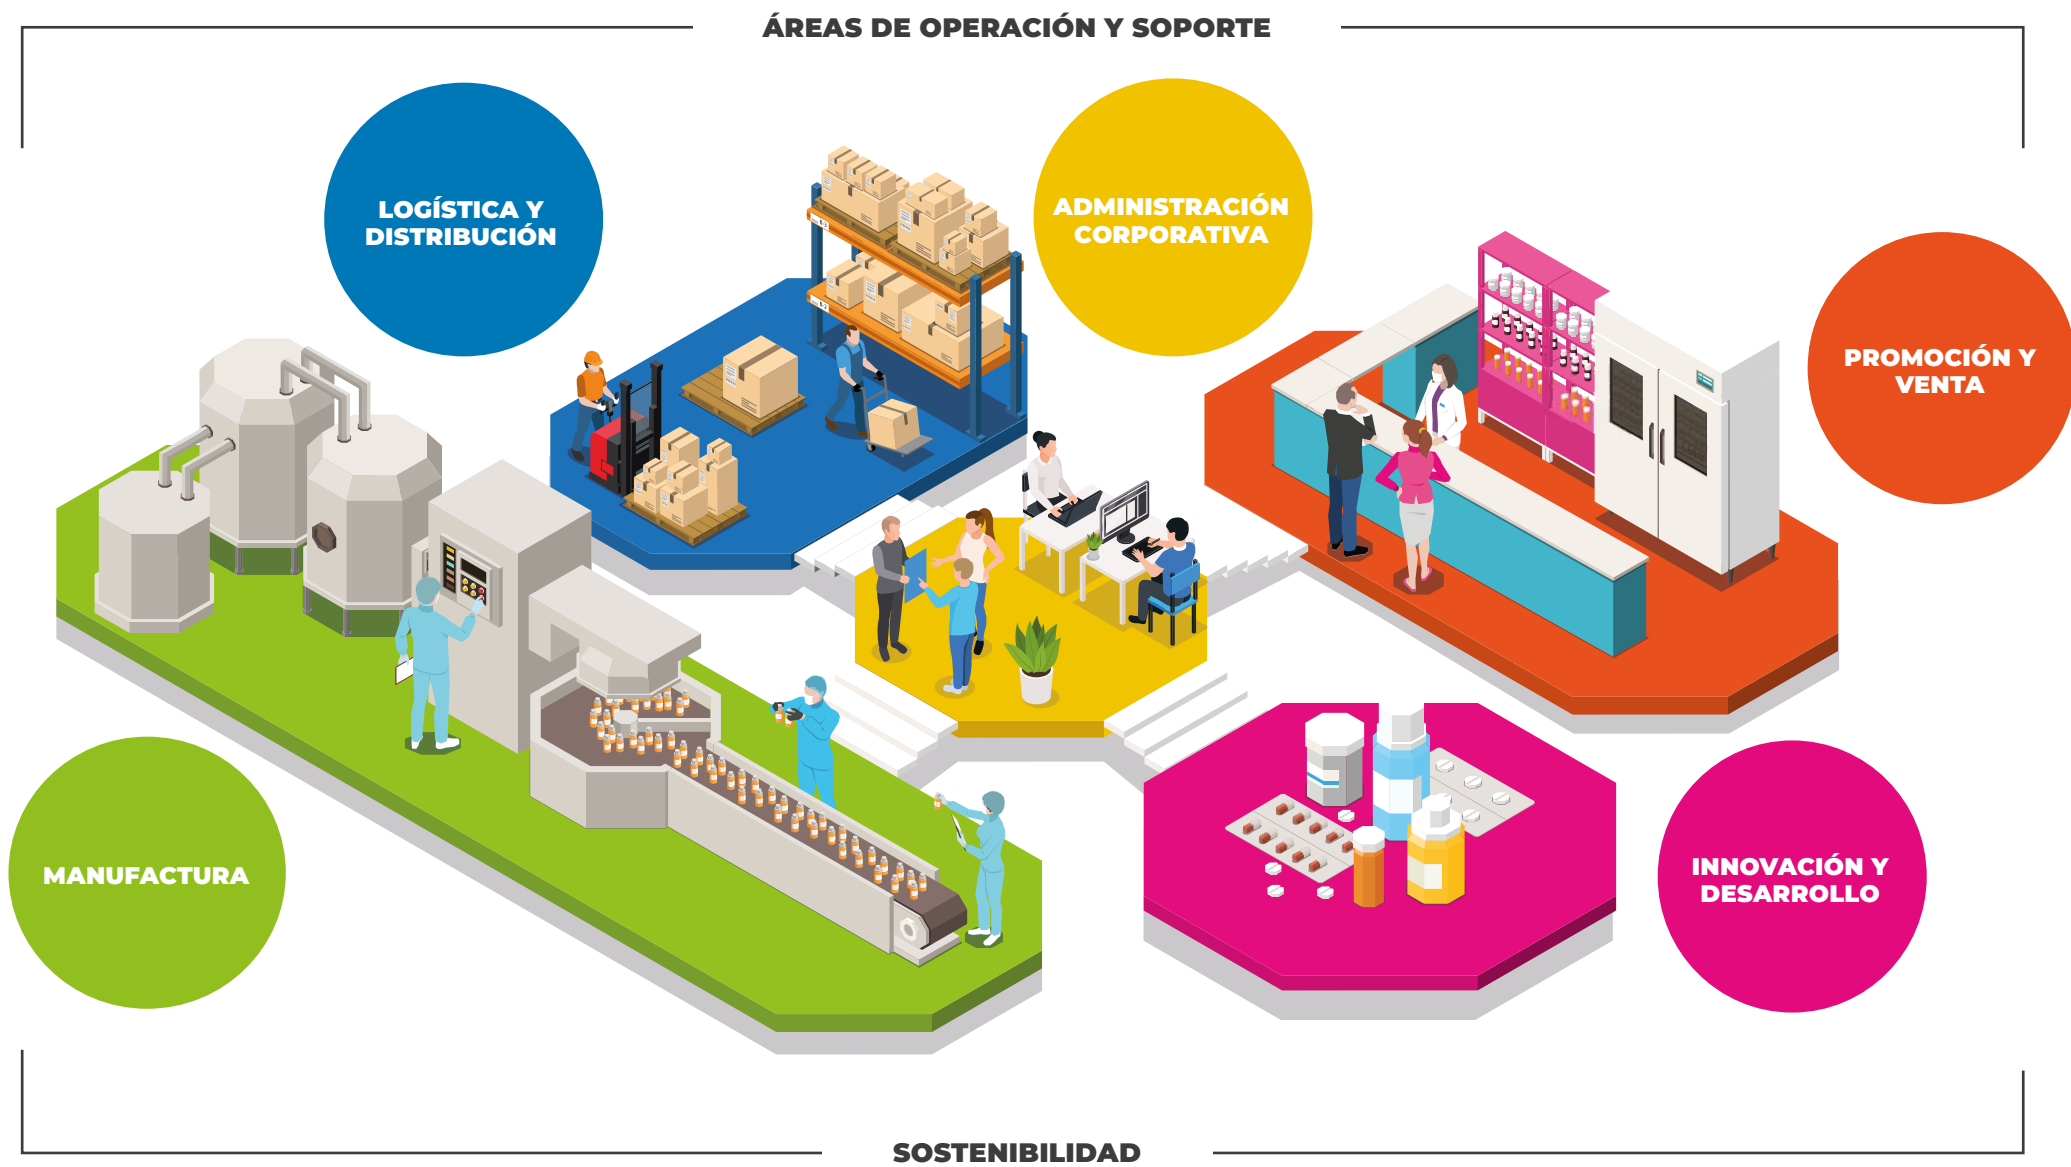 ÁREAS DE OPERACIÓN Y SOPORTE
LOGÍSTICA Y
DISTRIBUCIÓN
ADMINISTRACIÓN
CORPORATIVA
PROMOCIÓN Y
VENTA
MANUFACTURA
INNOVACIÓN Y
DESARROLLO
SOSTENIBILIDAD